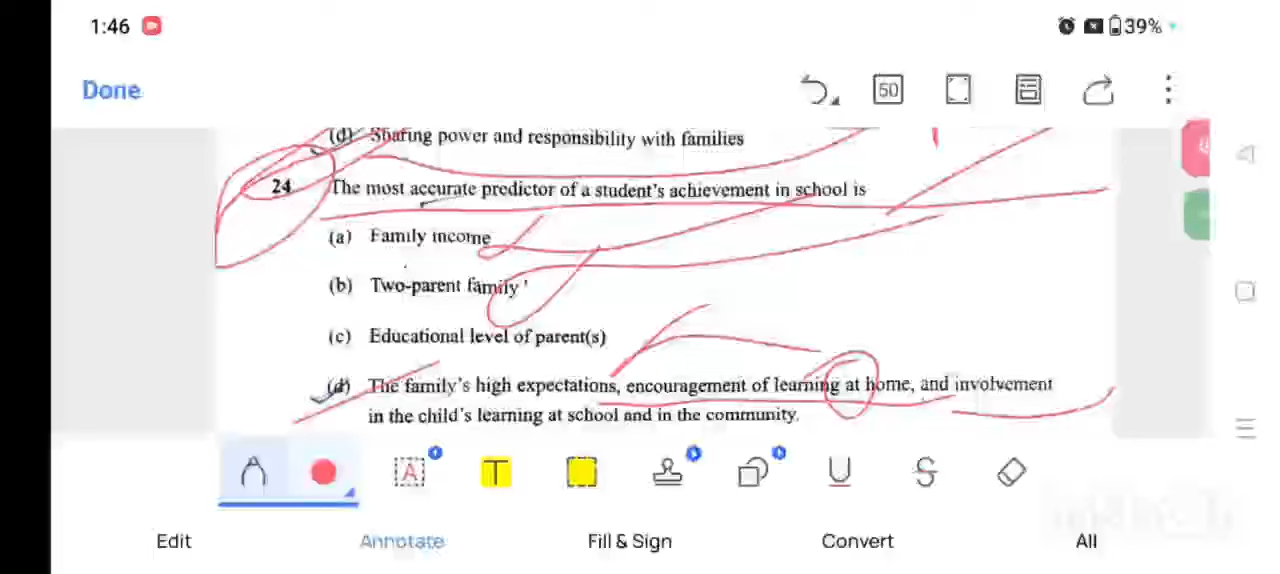 1:46
39%
Done
50
(d) Sharing power and responsibility with families
24 The most accurate predictor of a student's achievement in school is
(a) Family income
(b) Two-parent family
(c) Educational level of parent(s)
(d) The family's high expectations, encouragement of learning at home, and involvement
in the child's learning at school and in the community.
A
T
U
S
Edit Annotate Fill & Sign Convert All